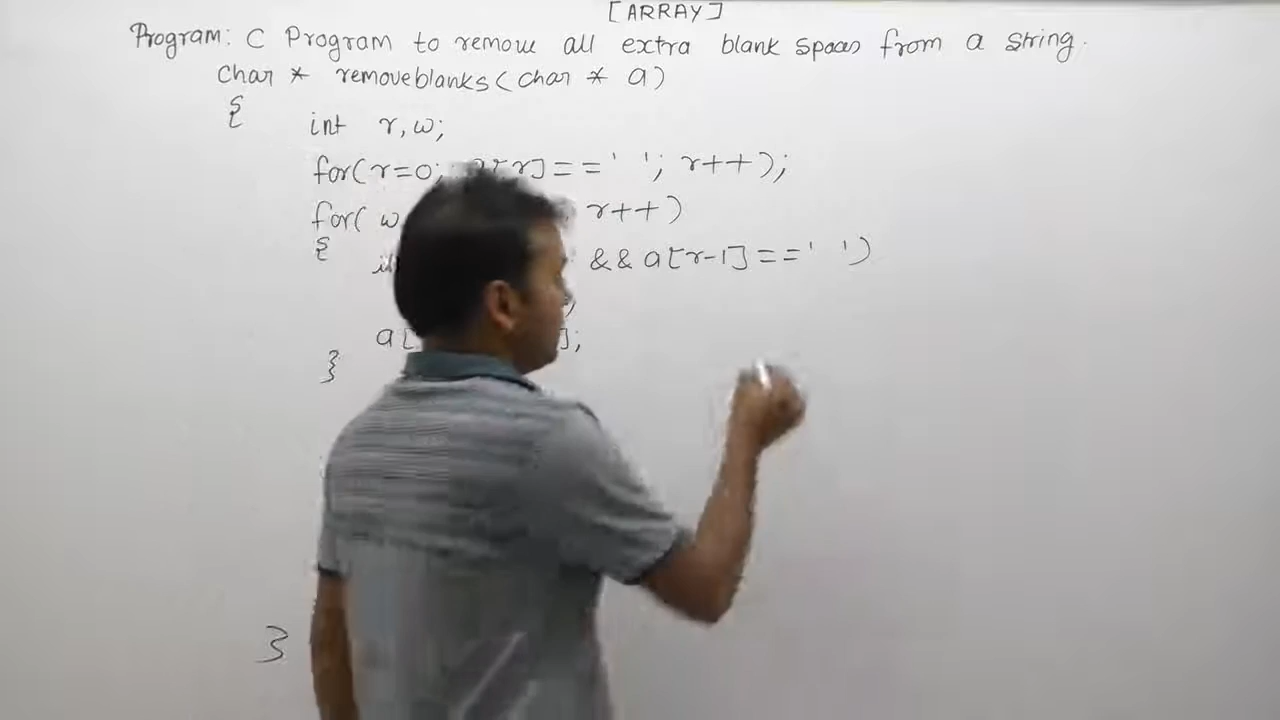 [ARRAY]
Program: C Program to remove all extra blank spaces from a string.
char * removeblanks(char * a)
{
int r,w;
for(r=0; r]==' '; r++);
for( w r++)
{
&& a[r-1]==' ')
a[ ];
}
}